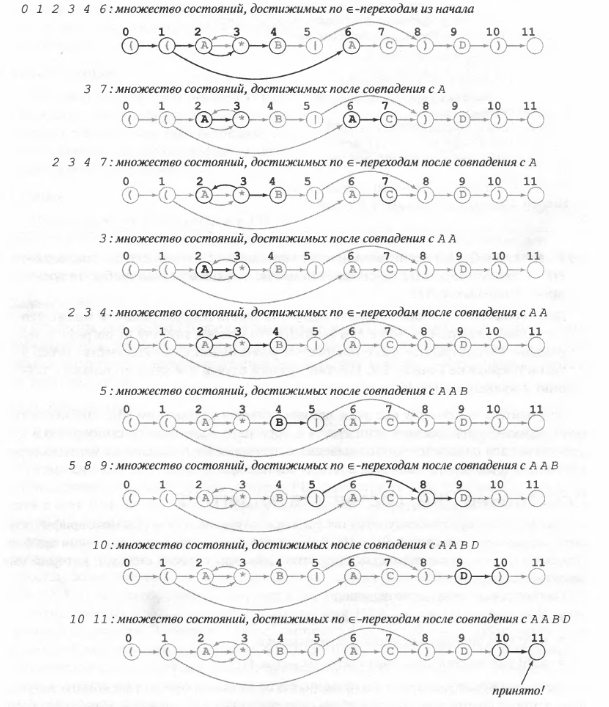 0 1 2 3 4 6 : множество состояний, достижимых по ∈-переходам из начала
0 1 2 3 4 5 6 7 8 9 10 11
( ( A * B | A C ) D )
3 7 : множество состояний, достижимых после совпадения с A
0 1 2 3 4 5 6 7 8 9 10 11
( ( A * B | A C ) D )
2 3 4 7 : множество состояний, достижимых по ∈-переходам после совпадения с A
0 1 2 3 4 5 6 7 8 9 10 11
( ( A * B | A C ) D )
3 : множество состояний, достижимых после совпадения с A A
0 1 2 3 4 5 6 7 8 9 10 11
( ( A * B | A C ) D )
2 3 4 : множество состояний, достижимых по ∈-переходам после совпадения с A A
0 1 2 3 4 5 6 7 8 9 10 11
( ( A * B | A C ) D )
5 : множество состояний, достижимых после совпадения с A A B
0 1 2 3 4 5 6 7 8 9 10 11
( ( A * B | A C ) D )
5 8 9 : множество состояний, достижимых по ∈-переходам после совпадения с A A B
0 1 2 3 4 5 6 7 8 9 10 11
( ( A * B | A C ) D )
10 : множество состояний, достижимых после совпадения с A A B D
0 1 2 3 4 5 6 7 8 9 10 11
( ( A * B | A C ) D )
10 11 : множество состояний, достижимых по ∈-переходам после совпадения с A A B D
0 1 2 3 4 5 6 7 8 9 10 11
( ( A * B | A C ) D )
принято!